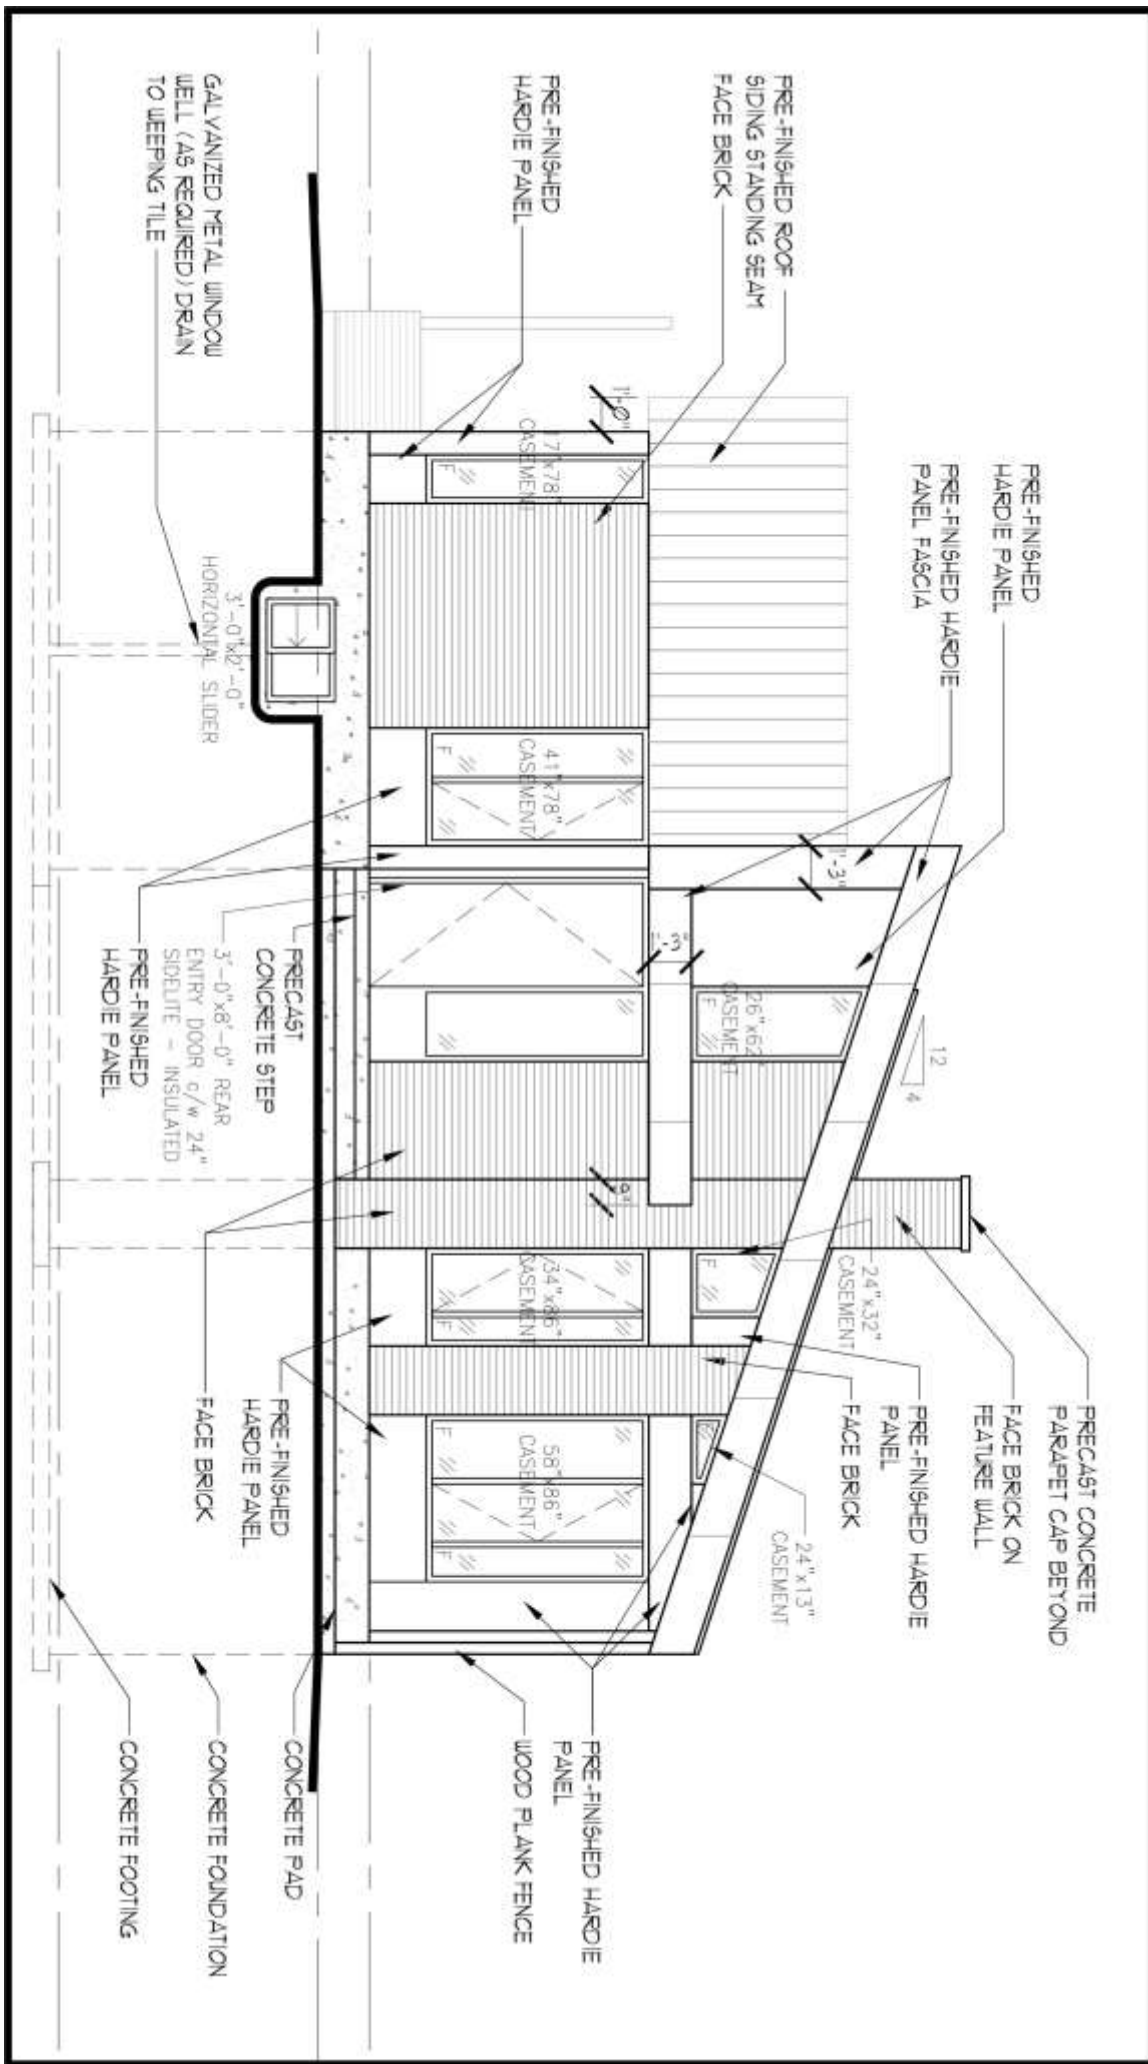 PRE-FINISHED
HARDIE PANEL
PRE-FINISHED HARDIE
PANEL FASCIA
PRE-FINISHED ROOF
SIDING STANDING SEAM
FACE BRICK
PRE-FINISHED
HARDIE PANEL
GALVANIZED METAL WINDOW
WELL (AS REQUIRED) DRAIN
TO WEEPING TILE
PRECAST CONCRETE
PARAPET CAP BEYOND
FACE BRICK ON
FEATURE WALL
PRE-FINISHED HARDIE
PANEL
FACE BRICK
24"x32"
CASEMENT
24"x13"
CASEMENT
PRE-FINISHED HARDIE
PANEL
WOOD PLANK FENCE
CONCRETE PAD
CONCRETE FOUNDATION
CONCRETE FOOTING
12
4
1'-0"
1'-3"
1'-3"
26"x62"
CASEMENT
17"x78"
CASEMENT
F
41"x78"
CASEMENT
F
F
34"x86"
CASEMENT
F
F
58"x86"
CASEMENT
F
F
3'-0"x2'-0"
HORIZONTAL SLIDER
PRECAST
CONCRETE STEP
3'-0"x8'-0" REAR
ENTRY DOOR c/w 24"
SIDELITE - INSULATED
PRE-FINISHED
HARDIE PANEL
PRE-FINISHED
HARDIE PANEL
FACE BRICK